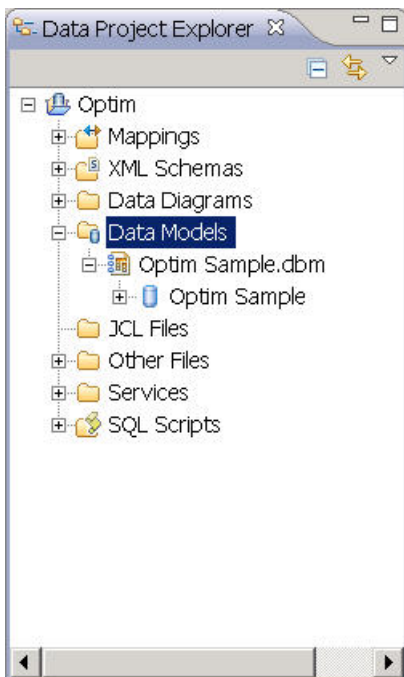 Data Project Explorer
Optim
Mappings
XML Schemas
Data Diagrams
Data Models
Optim Sample.dbm
Optim Sample
JCL Files
Other Files
Services
SQL Scripts